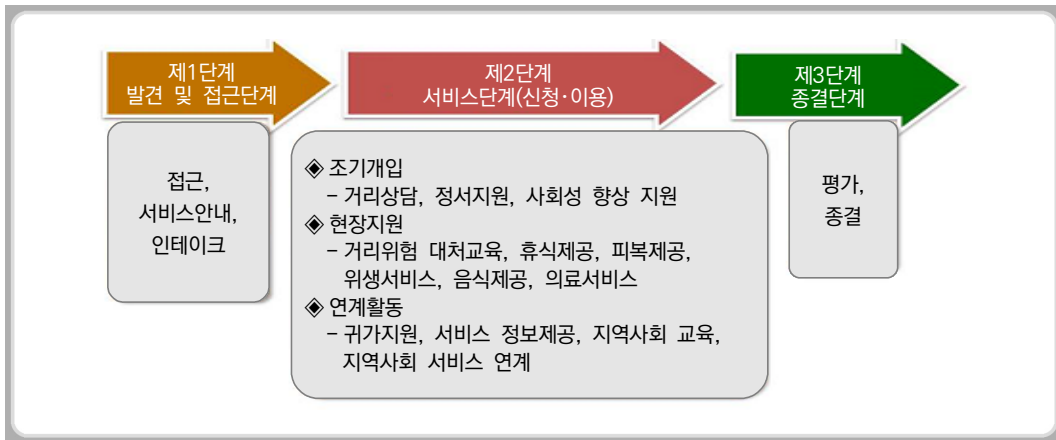 제1단계
발견 및 접근단계
접근,
서비스안내,
인테이크
제2단계
서비스단계(신청·이용)
◈ 조기개입
- 거리상담, 정서지원, 사회성 향상 지원
◈ 현장지원
- 거리위험 대처교육, 휴식제공, 피복제공,
위생서비스, 음식제공, 의료서비스
◈ 연계활동
- 귀가지원, 서비스 정보제공, 지역사회 교육,
지역사회 서비스 연계
제3단계
종결단계
평가,
종결